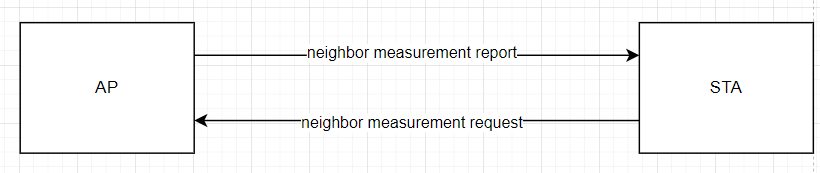 neighbor measurement report
AP
STA
neighbor measurement request